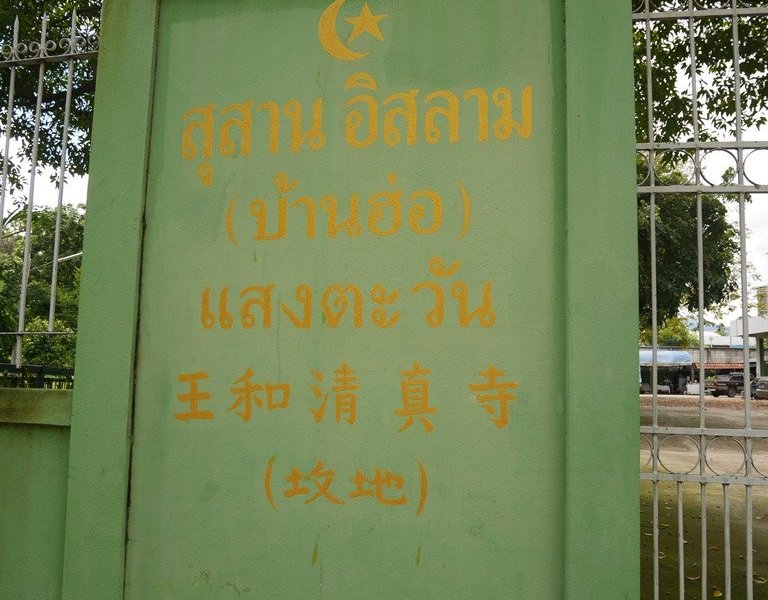 สุสาน อิสลาม
(บ้านฮ่อ)
แสงตะวัน
王和清真寺
(坟地)